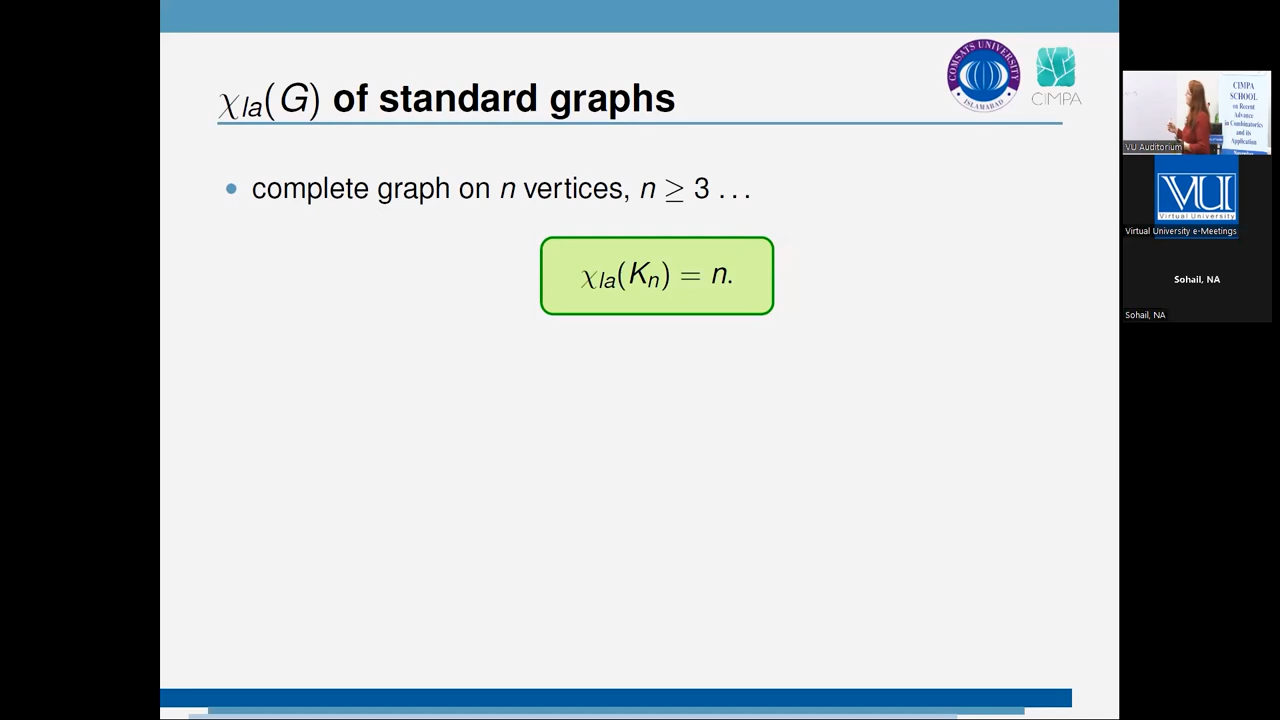 χla(G) of standard graphs
COMSATS UNIVERSITY
ISLAMABAD
CIMPA
• complete graph on n vertices, n ≥ 3 . . .
χla(Kn) = n.
CIMPA
SCHOOL
on Recent
Advance
in Combinatorics
and its
Application
VU Auditorium
VU
Virtual University
Virtual University e-Meetings
Sohail, NA
Sohail, NA